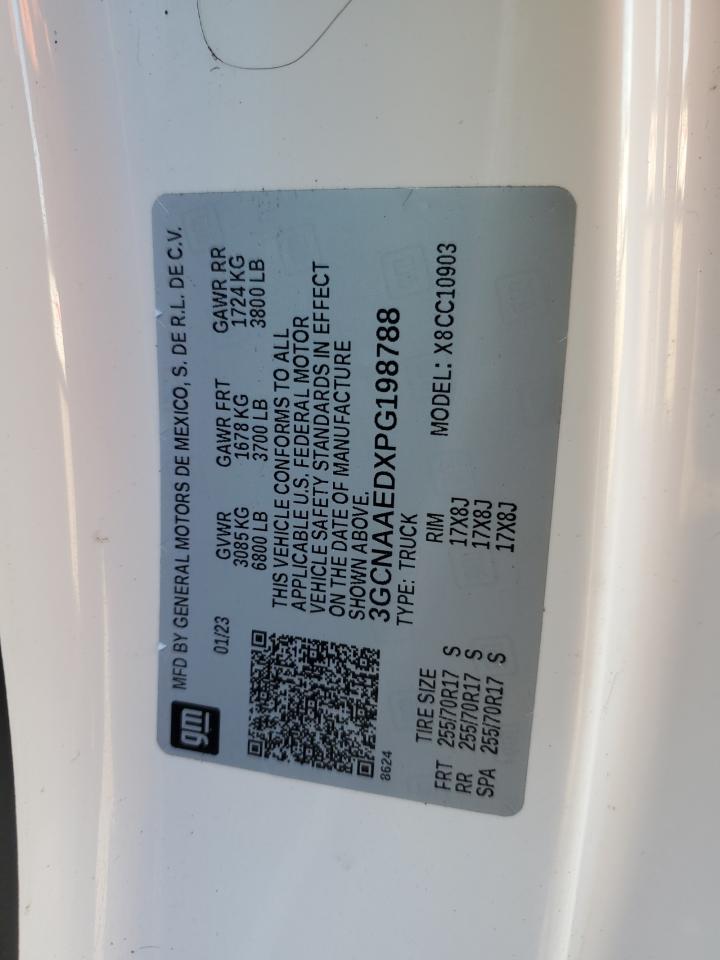 gm
MFD BY GENERAL MOTORS DE MEXICO, S. DE R.L. DE C.V.
01/23 GVWR GAWR FRT GAWR RR
3085 KG 1678 KG 1724 KG
6800 LB 3700 LB 3800 LB
THIS VEHICLE CONFORMS TO ALL
APPLICABLE U.S. FEDERAL MOTOR
VEHICLE SAFETY STANDARDS IN EFFECT
ON THE DATE OF MANUFACTURE
SHOWN ABOVE.
3GCNAAEDXPG198788
8624 TYPE: TRUCK MODEL: X8CC10903
TIRE SIZE RIM
FRT 255/70R17 S 17X8J
RR 255/70R17 S 17X8J
SPA 255/70R17 S 17X8J